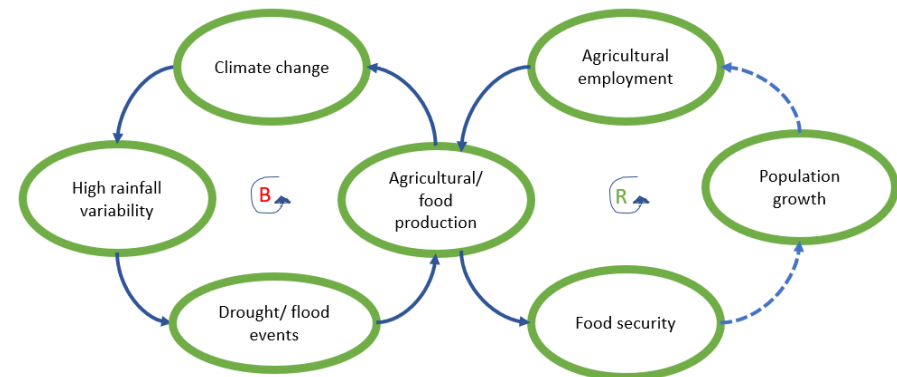 Climate change
Agricultural
employment
High rainfall
variability
B
Agricultural/
food
production
R
Population
growth
Drought/ flood
events
Food security